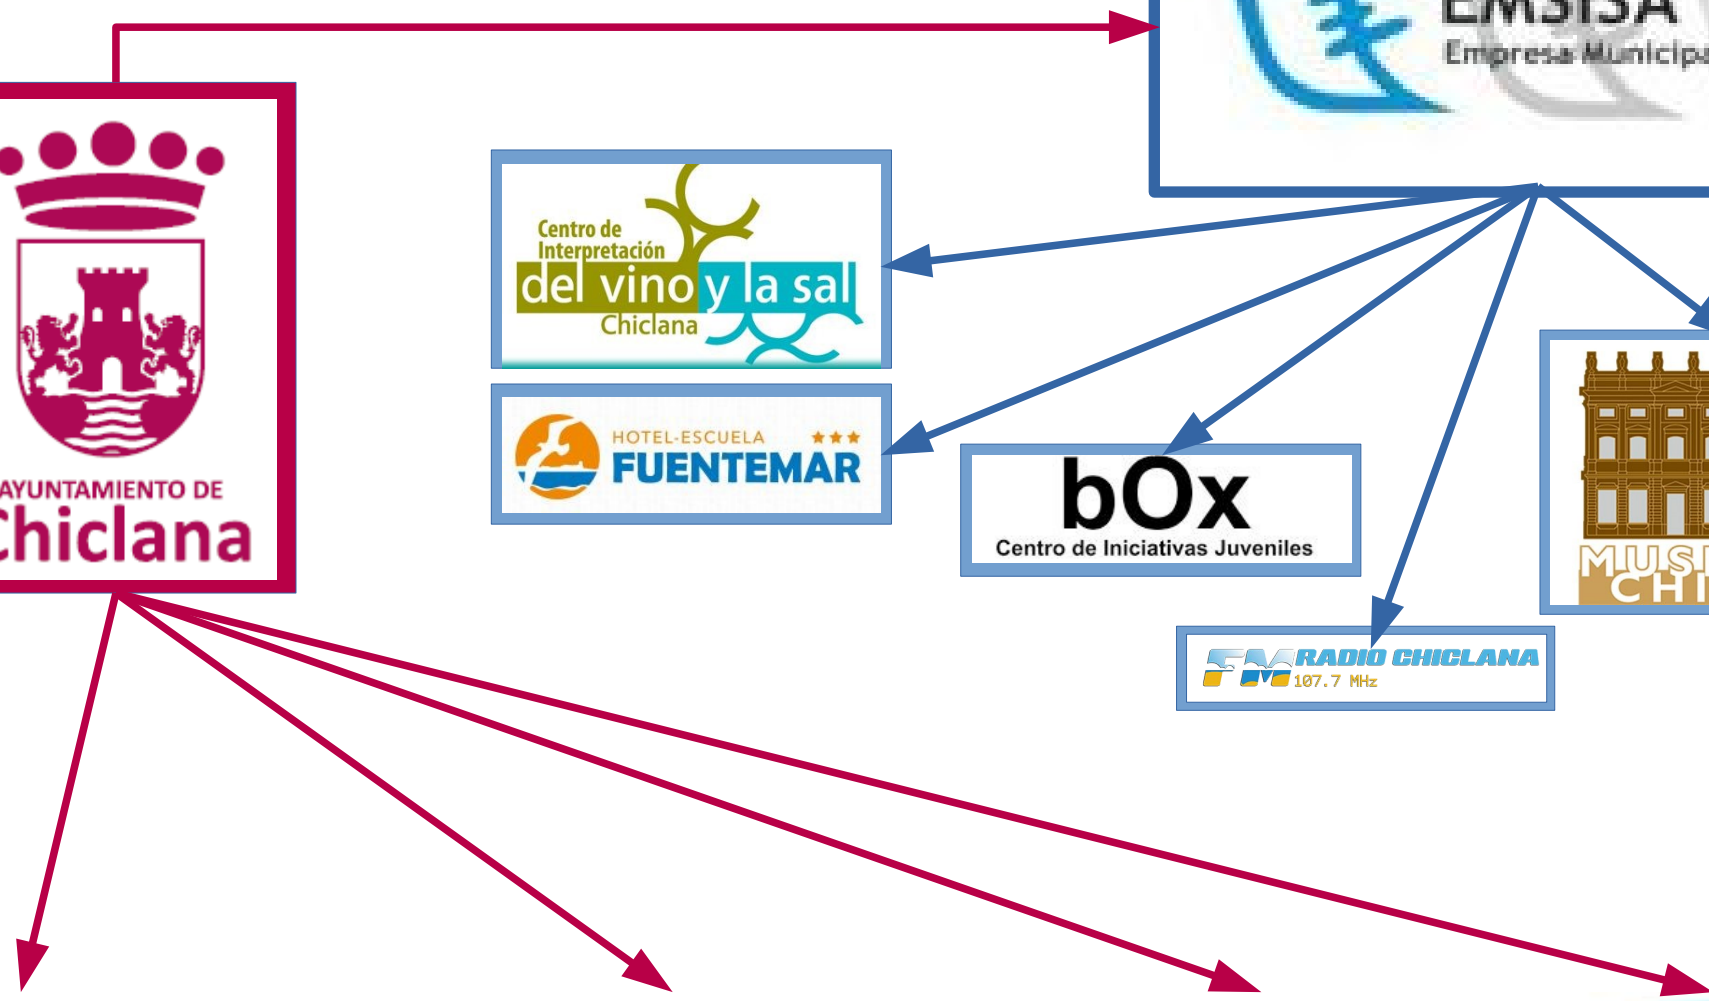 EMSISA
Empresa Municipa
Centro de
Interpretación
del vino y la sal
Chiclana
HOTEL-ESCUELA
FUENTEMAR
AYUNTAMIENTO DE
Chiclana
bOx
Centro de Iniciativas Juveniles
MUS
CHI
FM RADIO CHICLANA
107.7 MHz